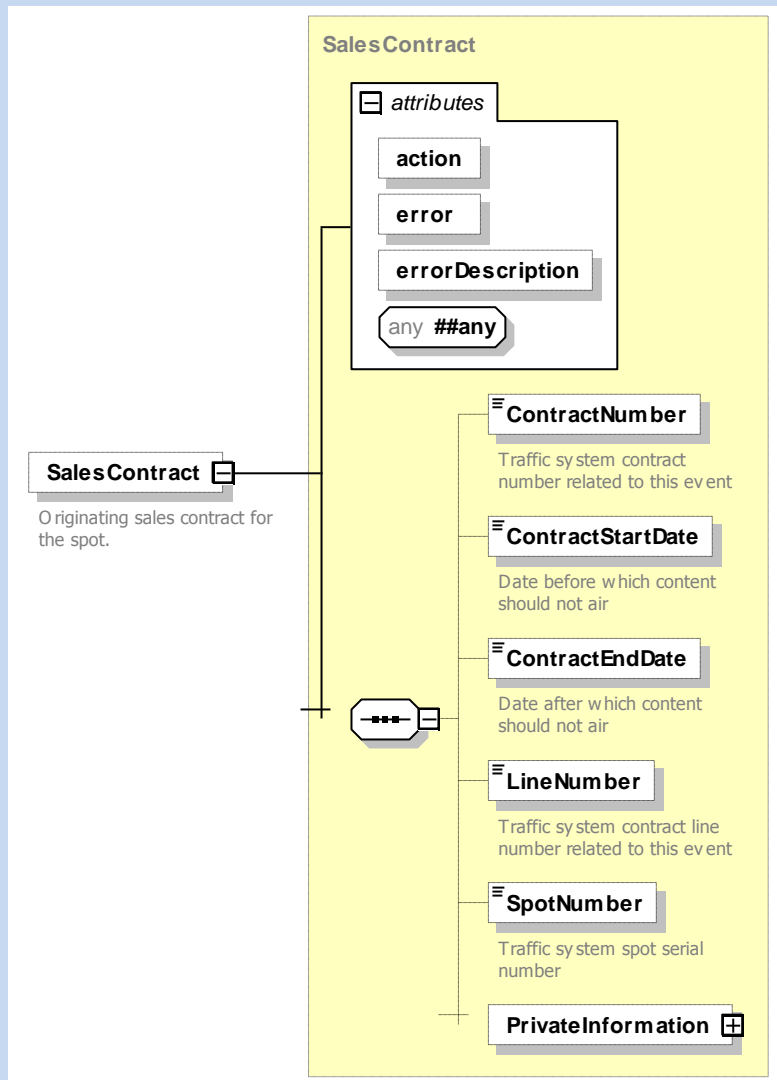 SalesContract
attributes
action
error
errorDescription
any ##any
SalesContract
Originating sales contract for
the spot.
ContractNumber
Traffic system contract
number related to this event
ContractStartDate
Date before which content
should not air
ContractEndDate
Date after which content
should not air
LineNumber
Traffic system contract line
number related to this event
SpotNumber
Traffic system spot serial
number
PrivateInformation